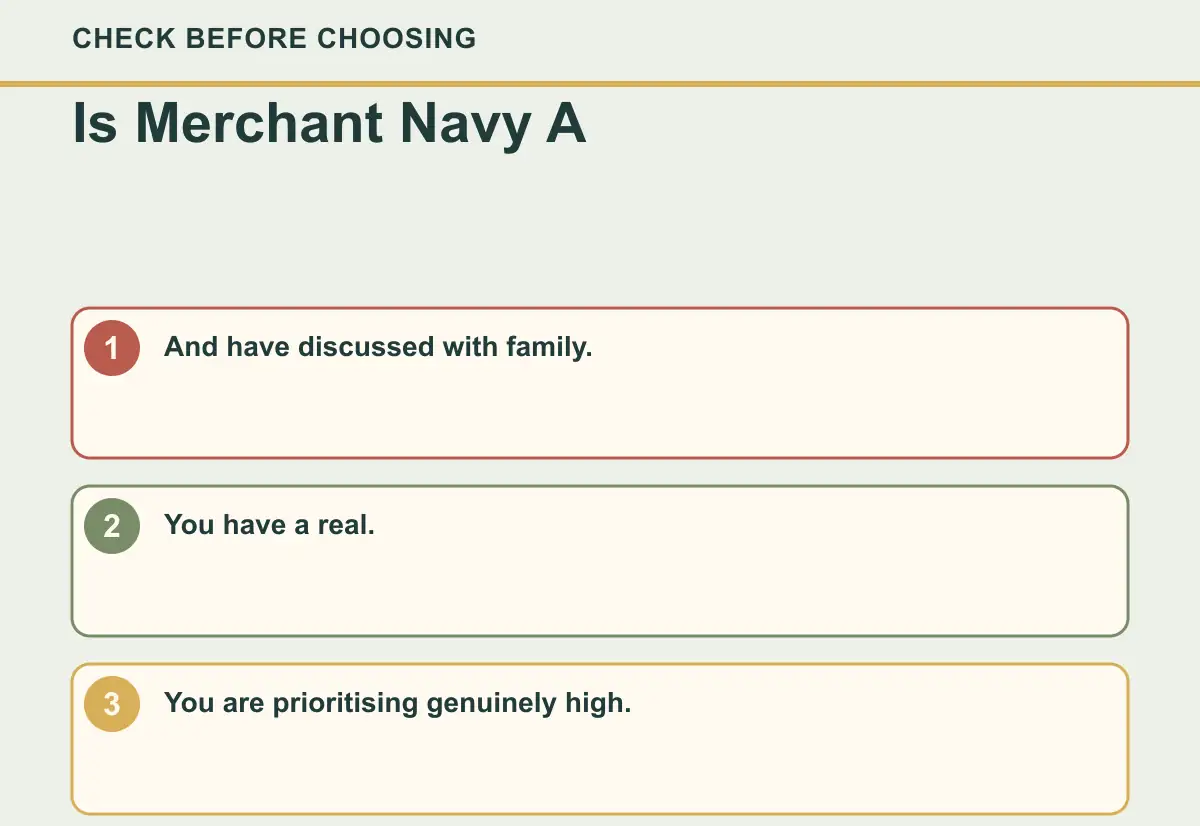 CHECK BEFORE CHOOSING
Is Merchant Navy A
1 And have discussed with family.
2 You have a real.
3 You are prioritising genuinely high.